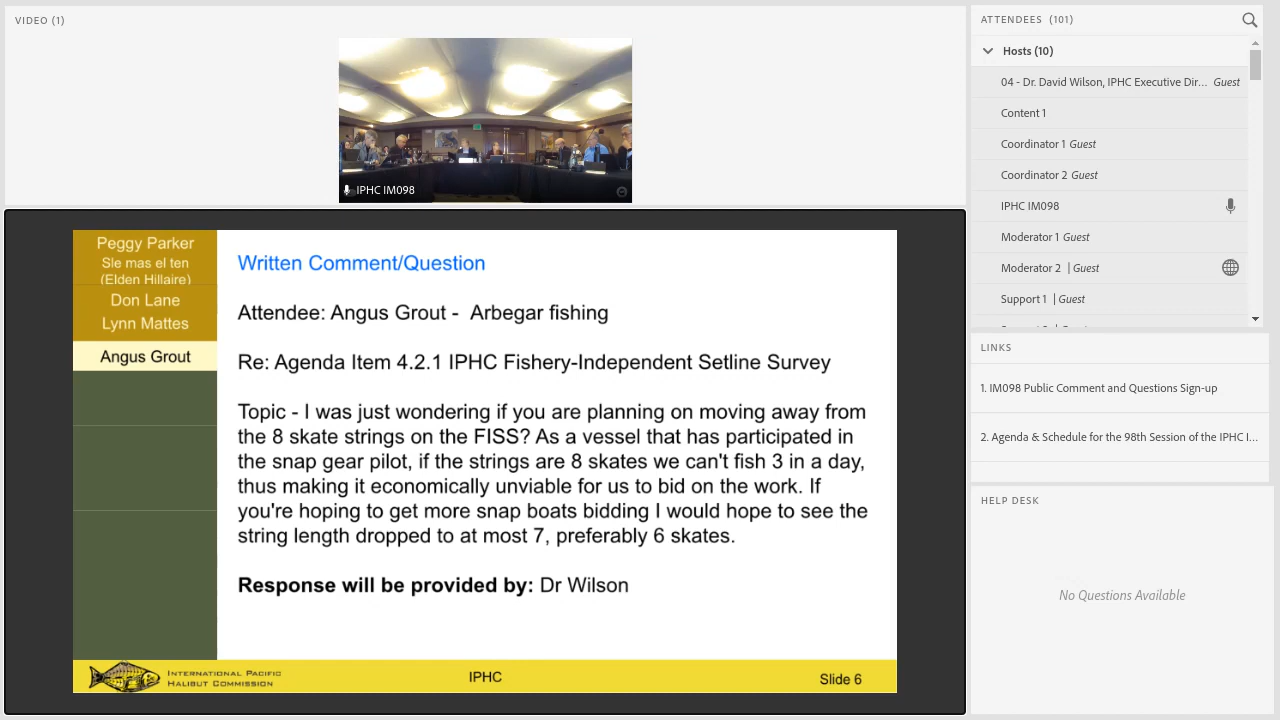 VIDEO (1)
IPHC IM098
Peggy Parker
Sle mas el ten
(Elden Hillaire)
Don Lane
Lynn Mattes
Angus Grout
Written Comment/Question
Attendee: Angus Grout - Arbegar fishing
Re: Agenda Item 4.2.1 IPHC Fishery-Independent Setline Survey
Topic - I was just wondering if you are planning on moving away from
the 8 skate strings on the FISS? As a vessel that has participated in
the snap gear pilot, if the strings are 8 skates we can't fish 3 in a day,
thus making it economically unviable for us to bid on the work. If
you're hoping to get more snap boats bidding I would hope to see the
string length dropped to at most 7, preferably 6 skates.
Response will be provided by: Dr Wilson
INTERNATIONAL PACIFIC
HALIBUT COMMISSION
IPHC
Slide 6
ATTENDEES (101)
Hosts (10)
04 - Dr. David Wilson, IPHC Executive Dir... Guest
Content 1
Coordinator 1 Guest
Coordinator 2 Guest
IPHC IM098
Moderator 1 Guest
Moderator 2 | Guest
Support 1 | Guest
LINKS
1. IM098 Public Comment and Questions Sign-up
2. Agenda & Schedule for the 98th Session of the IPHC I...
HELP DESK
No Questions Available